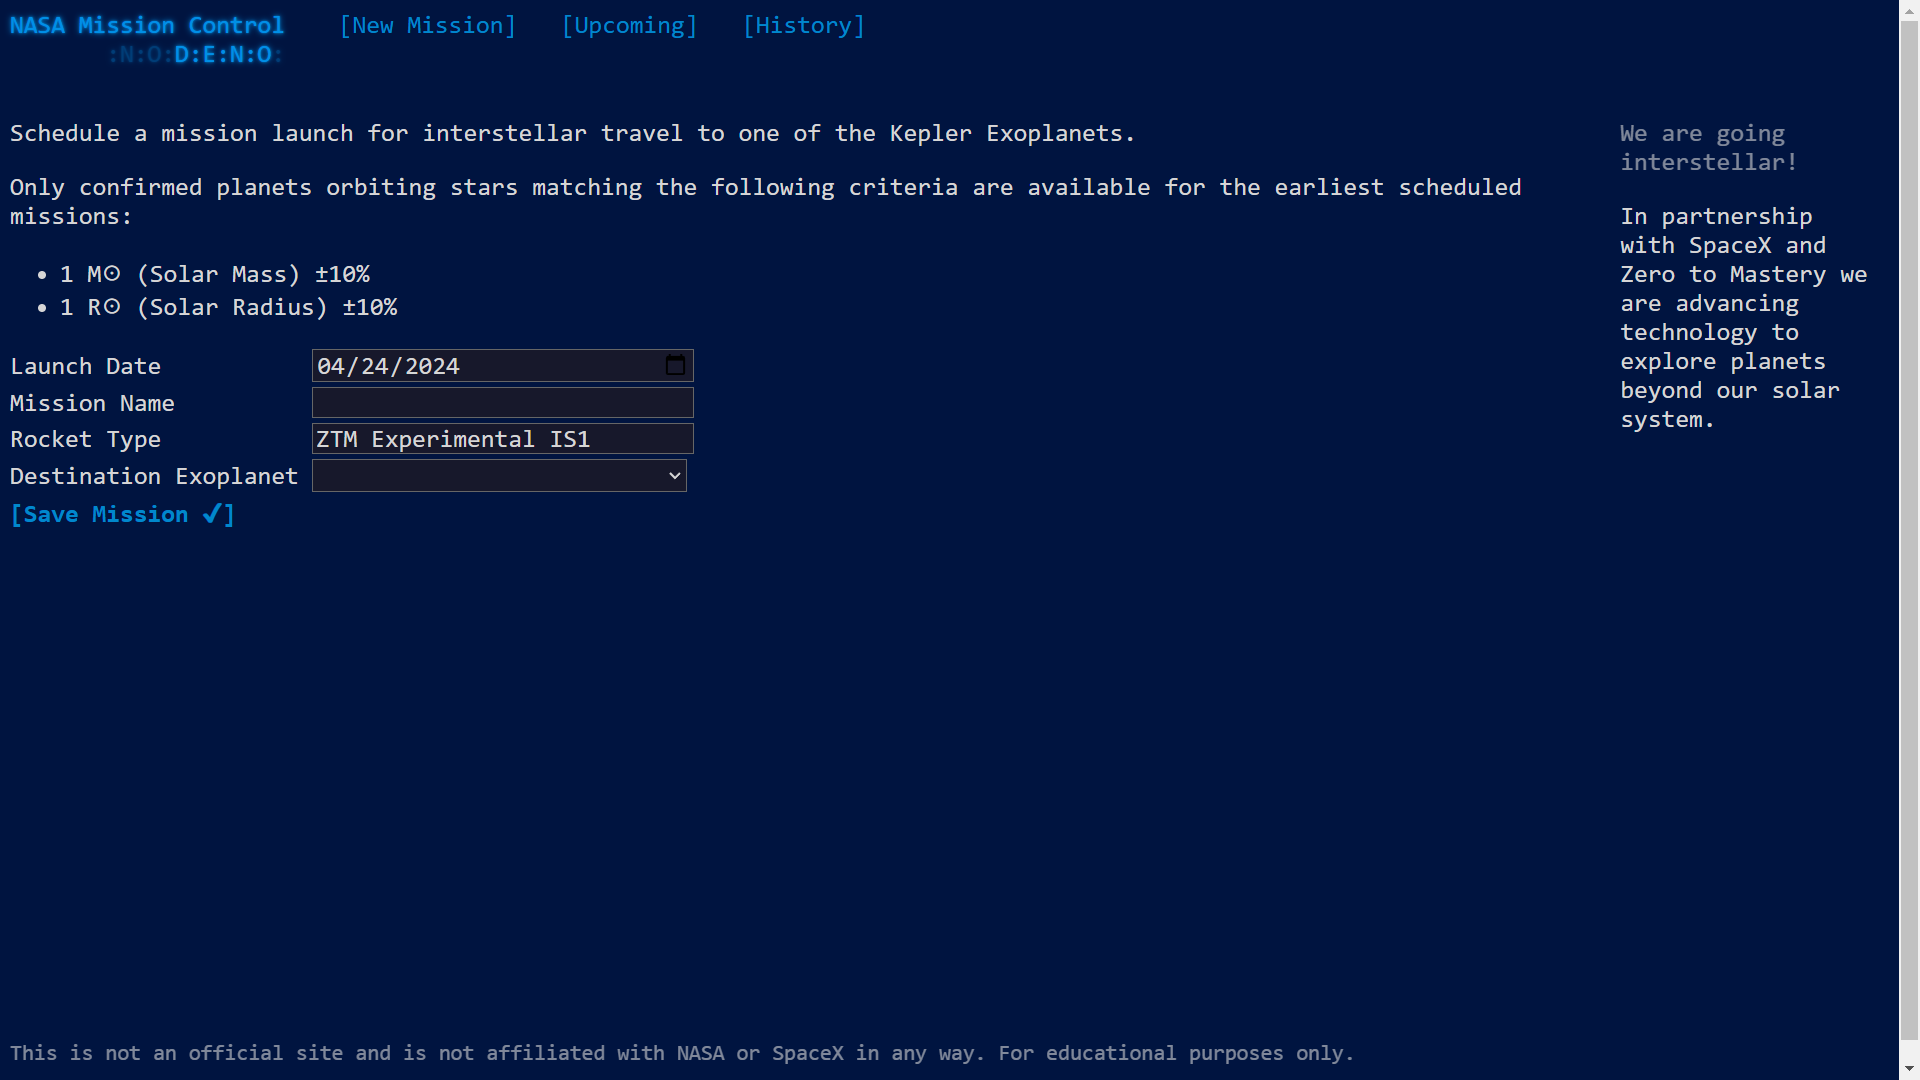 NASA Mission Control
:N:O:D:E:N:O:
[New Mission] [Upcoming] [History]
Schedule a mission launch for interstellar travel to one of the Kepler Exoplanets.
Only confirmed planets orbiting stars matching the following criteria are available for the earliest scheduled
missions:
• 1 M☉ (Solar Mass) ±10%
• 1 R☉ (Solar Radius) ±10%
Launch Date 04/24/2024
Mission Name
Rocket Type ZTM Experimental IS1
Destination Exoplanet
[Save Mission ✔]
We are going
interstellar!
In partnership
with SpaceX and
Zero to Mastery we
are advancing
technology to
explore planets
beyond our solar
system.
This is not an official site and is not affiliated with NASA or SpaceX in any way. For educational purposes only.